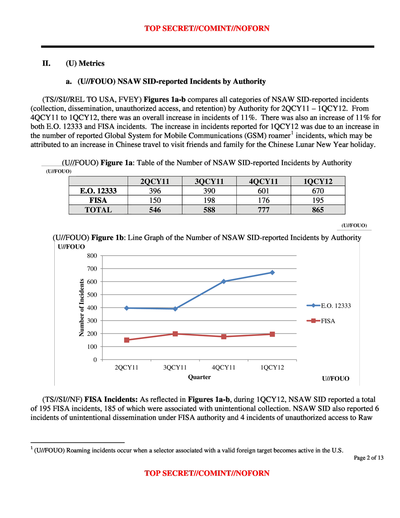 TOP SECRET//COMINT//NOFORN
II. (U) Metrics
a. (U//FOUO) NSAW SID-reported Incidents by Authority
(TS//SI//REL TO USA, FVEY) Figures 1a-b compares all categories of NSAW SID-reported incidents
(collection, dissemination, unauthorized access, and retention) by Authority for 2QCY11 – 1QCY12. From
4QCY11 to 1QCY12, there was an overall increase in incidents of 11%. There was also an increase of 11% for
both E.O. 12333 and FISA incidents. The increase in incidents reported for 1QCY12 was due to an increase in
the number of reported Global System for Mobile Communications (GSM) roamer1 incidents, which may be
attributed to an increase in Chinese travel to visit friends and family for the Chinese Lunar New Year holiday.
(U//FOUO) Figure 1a: Table of the Number of NSAW SID-reported Incidents by Authority
(U//FOUO)
2QCY11 3QCY11 4QCY11 1QCY12
E.O. 12333 396 390 601 670
FISA 150 198 176 195
TOTAL 546 588 777 865
(U//FOUO)
(U//FOUO) Figure 1b: Line Graph of the Number of NSAW SID-reported Incidents by Authority
U//FOUO
800
700
600
500
400
300
200
100
0
Number of Incidents
2QCY11 3QCY11 4QCY11 1QCY12
Quarter
E.O. 12333
FISA
U//FOUO
(TS//SI//NF) FISA Incidents: As reflected in Figures 1a-b, during 1QCY12, NSAW SID reported a total
of 195 FISA incidents, 185 of which were associated with unintentional collection. NSAW SID also reported 6
incidents of unintentional dissemination under FISA authority and 4 incidents of unauthorized access to Raw
1 (U//FOUO) Roaming incidents occur when a selector associated with a valid foreign target becomes active in the U.S.
Page 2 of 13
TOP SECRET//COMINT//NOFORN